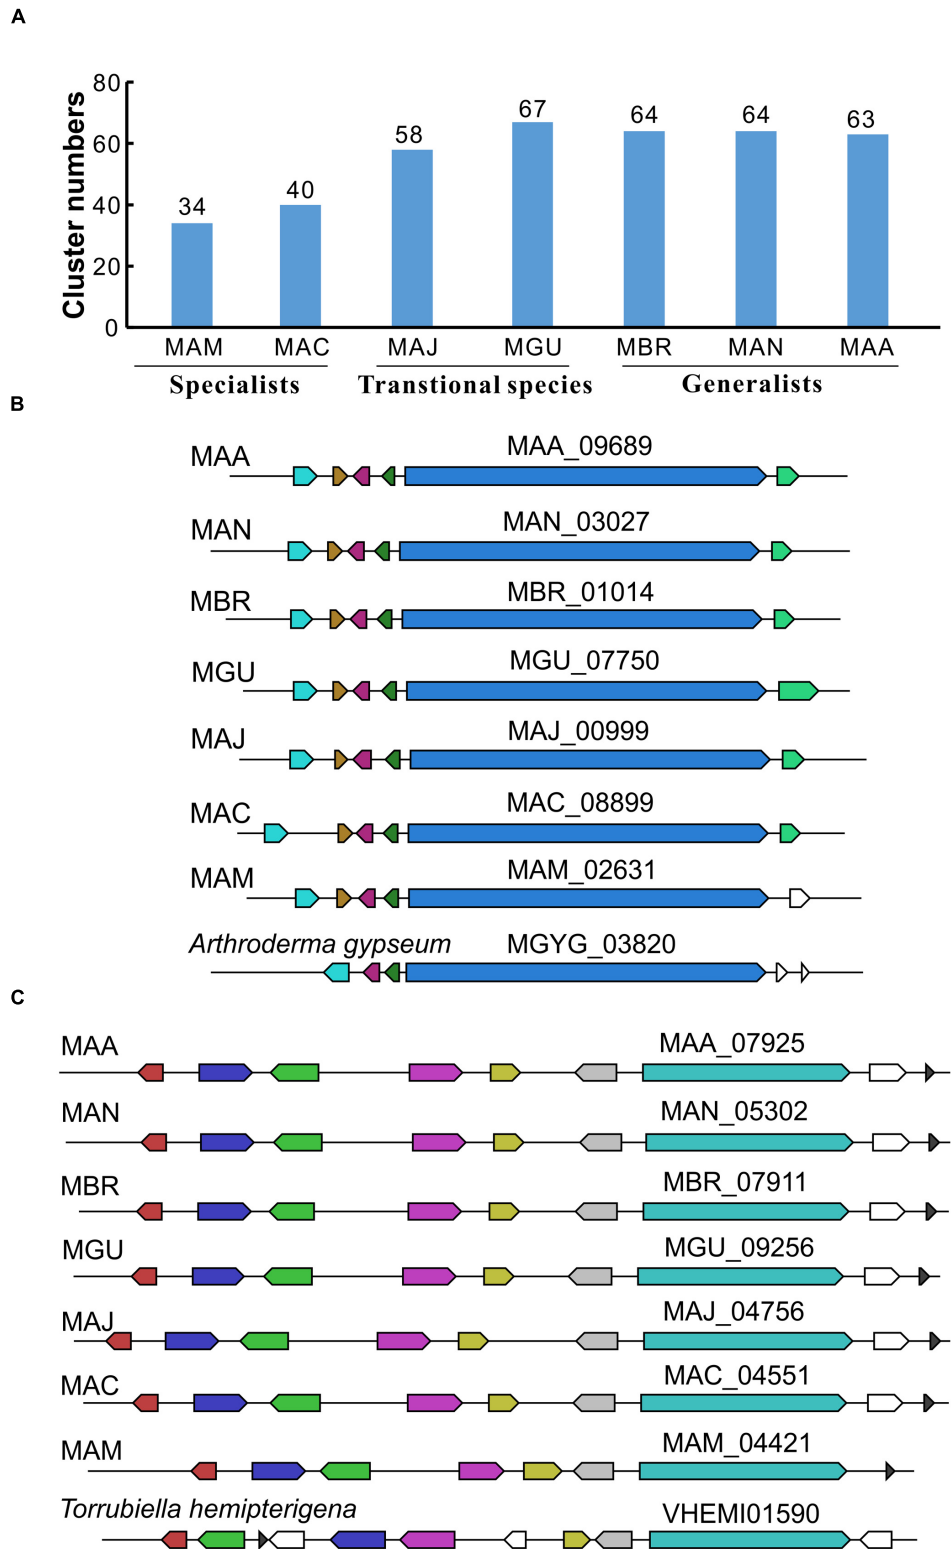 A
Cluster numbers
80
60
40
20
0
34
40
58
67
64
64
63
MAM MAC MAJ MGU MBR MAN MAA
Specialists Transtional species Generalists
B
MAA MAA_09689
MAN MAN_03027
MBR MBR_01014
MGU MGU_07750
MAJ MAJ_00999
MAC MAC_08899
MAM MAM_02631
Arthroderma gypseum MGYG_03820
C
MAA MAA_07925
MAN MAN_05302
MBR MBR_07911
MGU MGU_09256
MAJ MAJ_04756
MAC MAC_04551
MAM MAM_04421
Torrubiella hemipterigena VHEMI01590